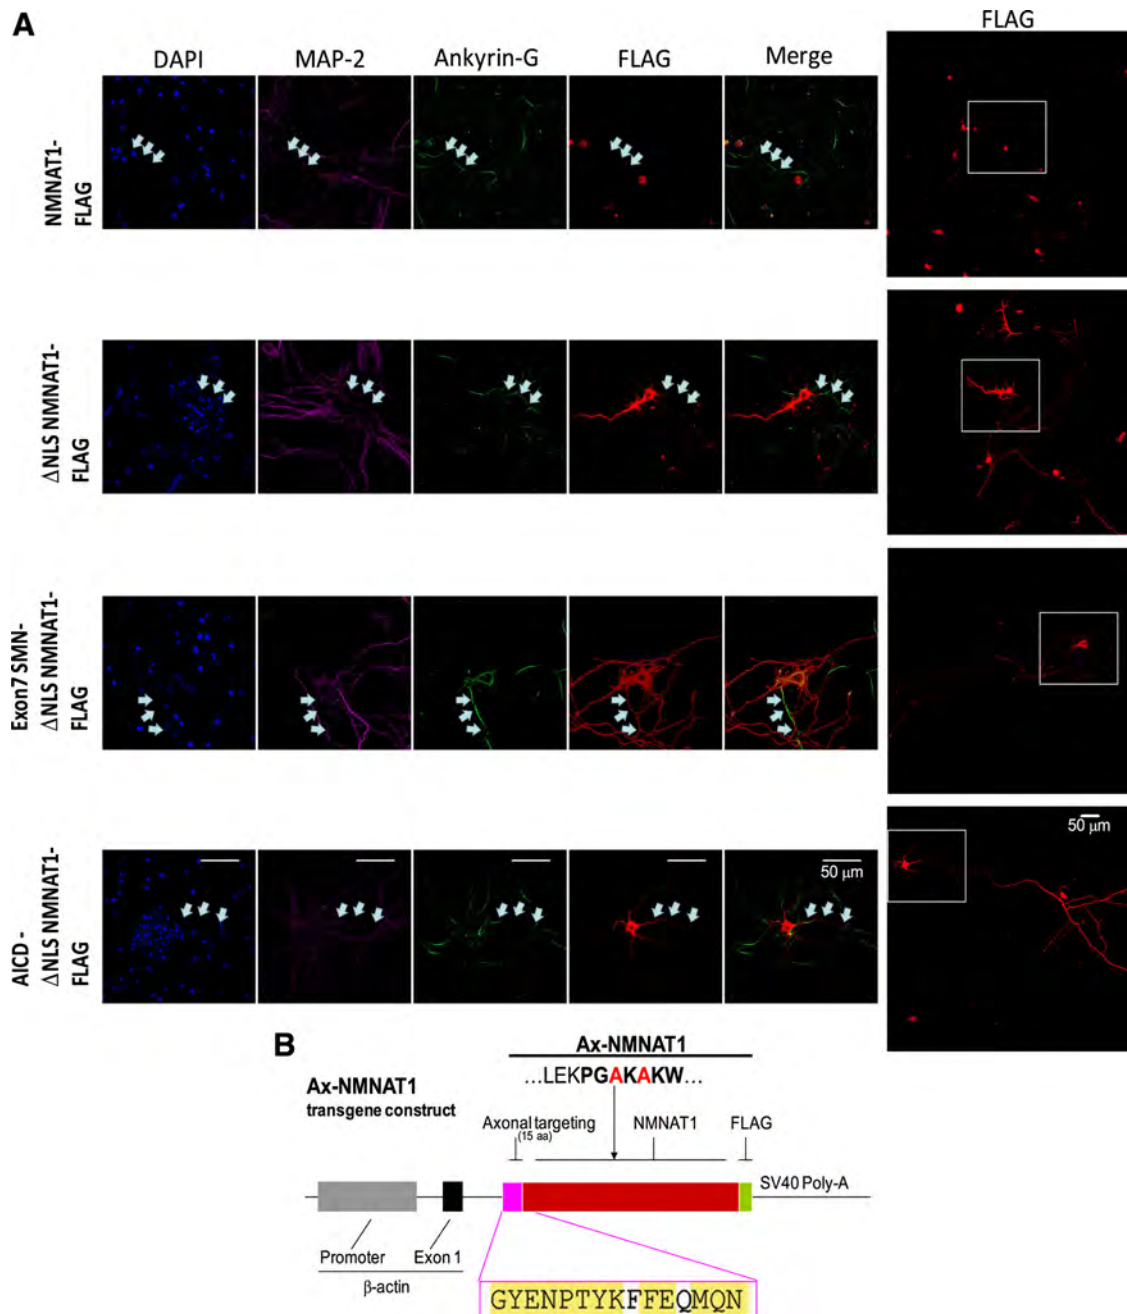 A
DAPI MAP-2 Ankyrin-G FLAG Merge
FLAG
NMNAT1-
FLAG
ΔNLS NMNAT1-
FLAG
Exon7 SMN-
ΔNLS NMNAT1-
FLAG
AICD -
ΔNLS NMNAT1-
FLAG
50 μm
50 μm
B
Ax-NMNAT1
...LEKPGAKAKW...
Ax-NMNAT1
transgene construct
Axonal targeting
(15 aa)
NMNAT1
FLAG
SV40 Poly-A
Promoter Exon 1
β-actin
GYENPTYKFFEQMQN